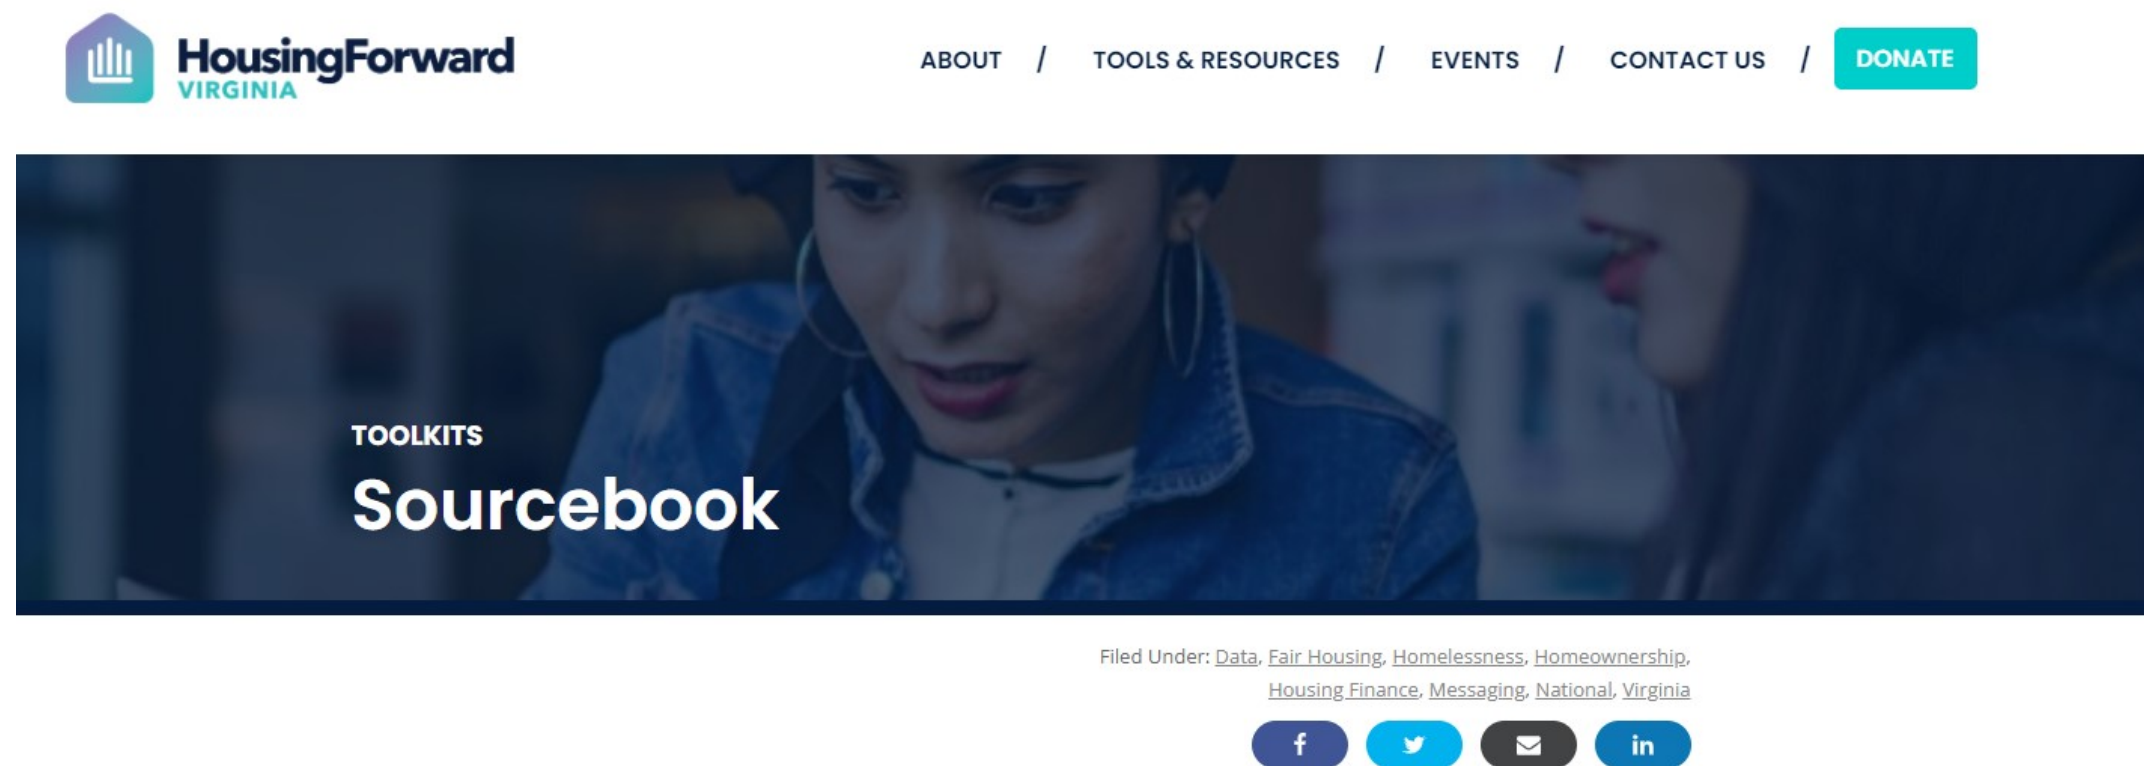 HousingForward
VIRGINIA
ABOUT / TOOLS & RESOURCES / EVENTS / CONTACT US / DONATE
TOOLKITS
Sourcebook
Filed Under: Data, Fair Housing, Homelessness, Homeownership,
Housing Finance, Messaging, National, Virginia